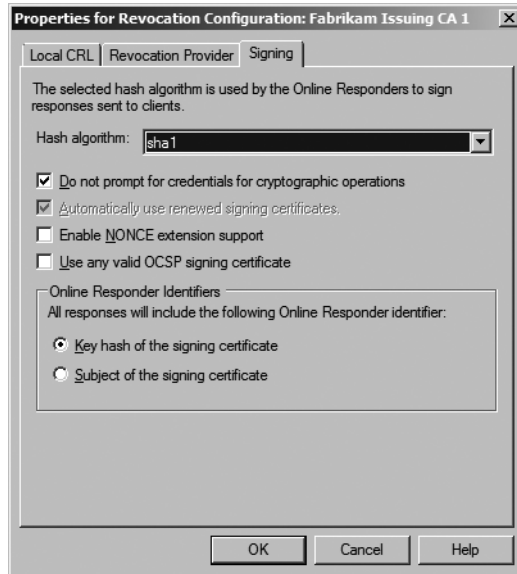 Properties for Revocation Configuration: Fabrikam Issuing CA 1
Local CRL
Revocation Provider
Signing
The selected hash algorithm is used by the Online Responders to sign
responses sent to clients.
Hash algorithm:
sha1
Do not prompt for credentials for cryptographic operations
Automatically use renewed signing certificates.
Enable NONCE extension support
Use any valid OCSP signing certificate
Online Responder Identifiers
All responses will include the following Online Responder identifier:
Key hash of the signing certificate
Subject of the signing certificate
OK
Cancel
Help